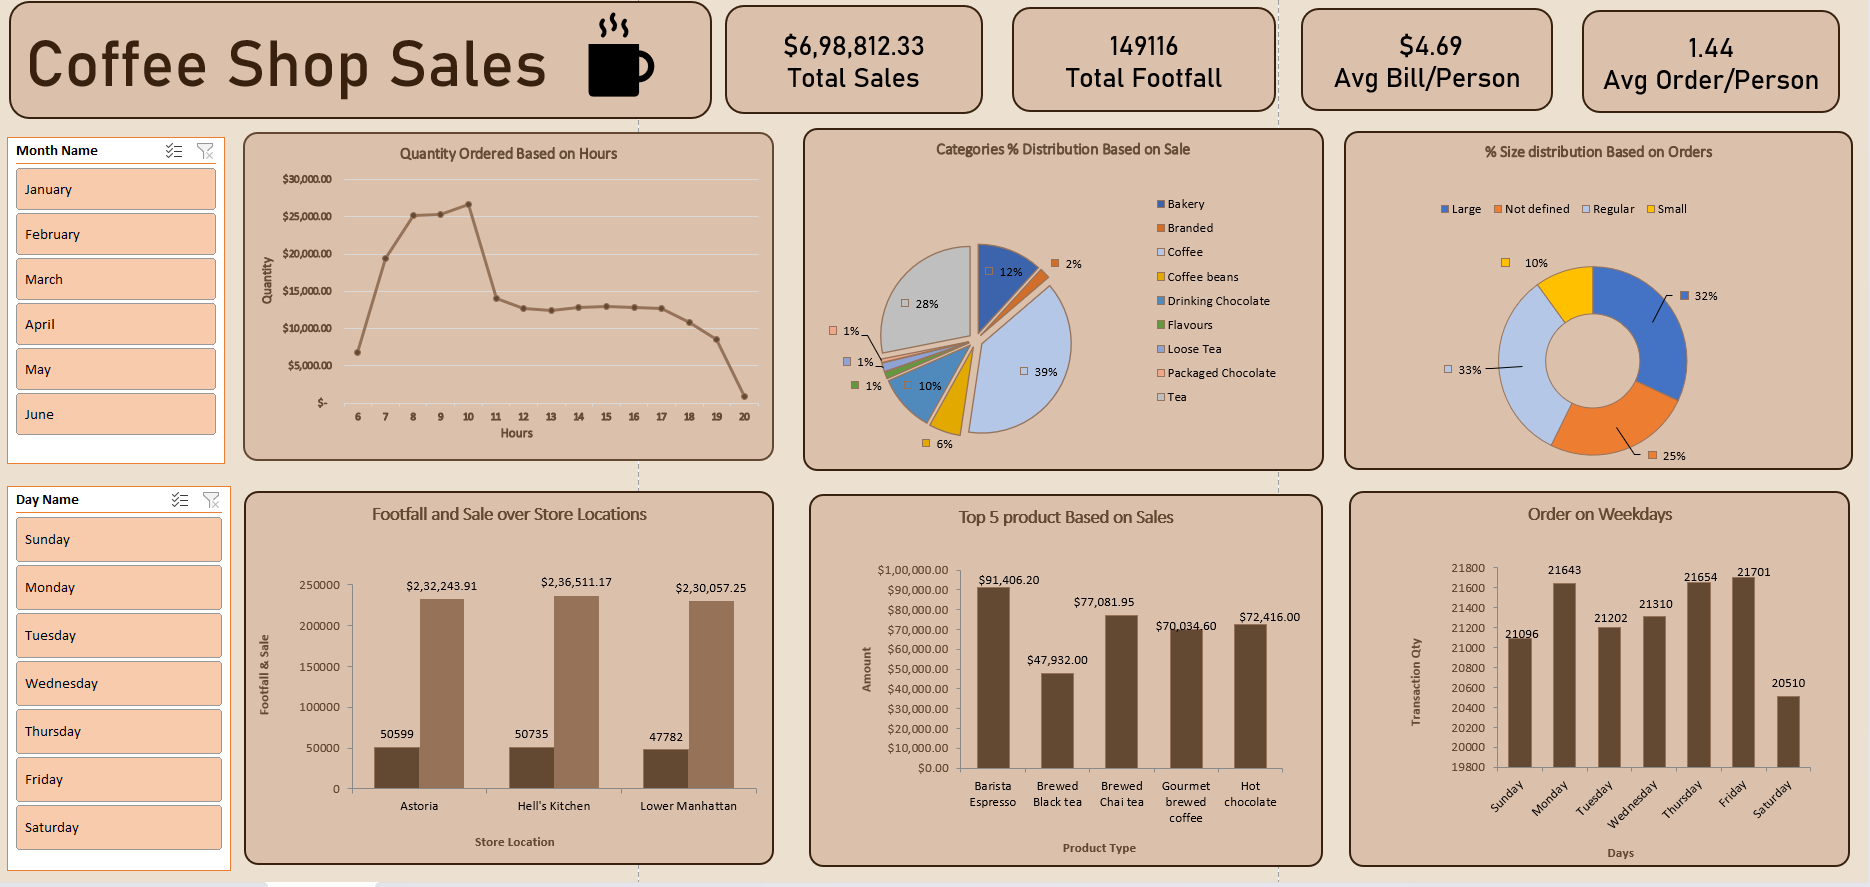 Coffee Shop Sales
$6,98,812.33
Total Sales
149116
Total Footfall
$4.69
Avg Bill/Person
1.44
Avg Order/Person
Month Name
January
February
March
April
May
June
Quantity Ordered Based on Hours
$30,000.00
$25,000.00
$20,000.00
$15,000.00
$10,000.00
$5,000.00
$-
Quantity
6 7 8 9 10 11 12 13 14 15 16 17 18 19 20
Hours
Categories % Distribution Based on Sale
12%
2%
39%
6%
10%
1%
1%
1%
28%
Bakery
Branded
Coffee
Coffee beans
Drinking Chocolate
Flavours
Loose Tea
Packaged Chocolate
Tea
% Size distribution Based on Orders
Large Not defined Regular Small
10%
32%
33%
25%
Day Name
Sunday
Monday
Tuesday
Wednesday
Thursday
Friday
Saturday
Footfall and Sale over Store Locations
Footfall & Sale
250000
200000
150000
100000
50000
0
$2,32,243.91
$2,36,511.17
$2,30,057.25
50599
50735
47782
Astoria Hell's Kitchen Lower Manhattan
Store Location
Top 5 product Based on Sales
Amount
$1,00,000.00
$90,000.00
$80,000.00
$70,000.00
$60,000.00
$50,000.00
$40,000.00
$30,000.00
$20,000.00
$10,000.00
$0.00
$91,406.20
$47,932.00
$77,081.95
$70,034.60
$72,416.00
Barista
Espresso
Brewed
Black tea
Brewed
Chai tea
Gourmet
brewed
coffee
Hot
chocolate
Product Type
Order on Weekdays
Transaction Qty
21800
21600
21400
21200
21000
20800
20600
20400
20200
20000
19800
21096
21643
21202
21310
21654
21701
20510
Sunday
Monday
Tuesday
Wednesday
Thursday
Friday
Saturday
Days